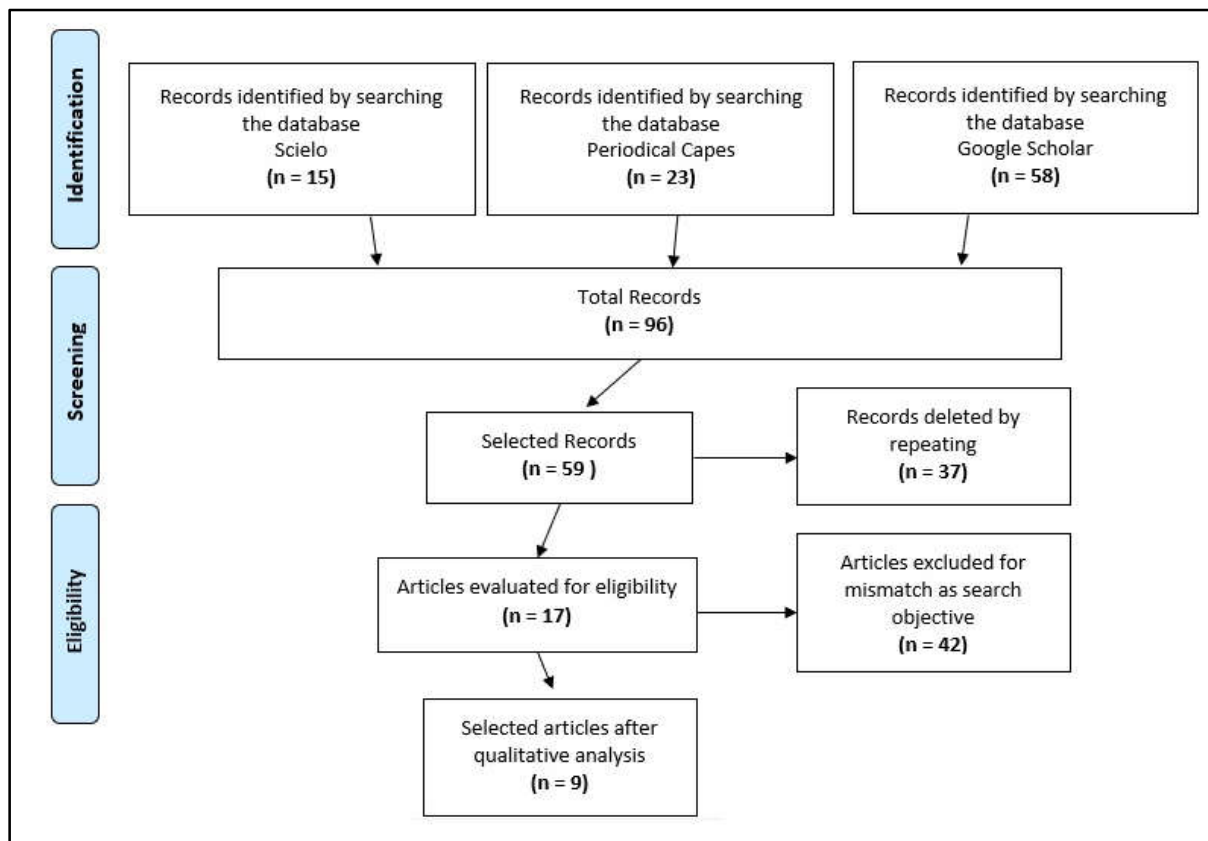 Identification
Records identified by searching
the database
Scielo
(n = 15)
Records identified by searching
the database
Periodical Capes
(n = 23)
Records identified by searching
the database
Google Scholar
(n = 58)
Screening
Total Records
(n = 96)
Selected Records
(n = 59 )
Records deleted by
repeating
(n = 37)
Eligibility
Articles evaluated for eligibility
(n = 17)
Articles excluded for
mismatch as search
objective
(n = 42)
Selected articles after
qualitative analysis
(n = 9)